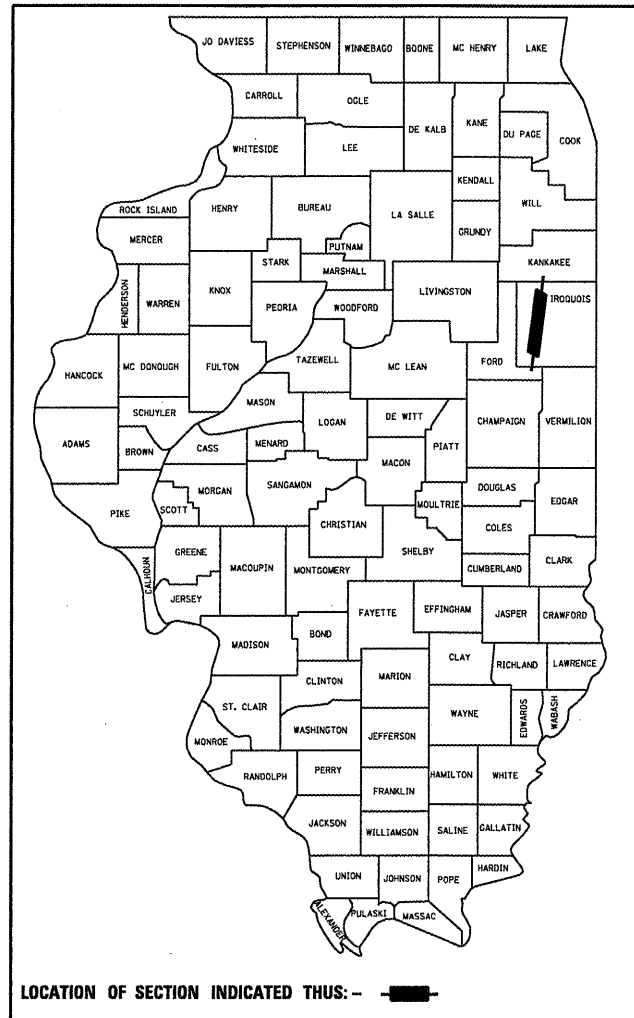 JO DAVIESS
STEPHENSON
WINNEBAGO
BOONE
MC HENRY
LAKE
CARROLL
OGLE
DE KALB
KANE
DU PAGE
COOK
WHITESIDE
LEE
KENDALL
WILL
ROCK ISLAND
HENRY
BUREAU
LA SALLE
GRUNDY
MERCER
PUTNAM
STARK
MARSHALL
KANKAKEE
HENDERSON
WARREN
KNOX
PEORIA
WOODFORD
LIVINGSTON
IROQUOIS
HANCOCK
MC DONOUGH
FULTON
TAZEWELL
MC LEAN
FORD
SCHUYLER
MASON
LOGAN
DE WITT
CHAMPAIGN
VERMILION
ADAMS
BROWN
CASS
MENARD
PIATT
MACON
PIKE
SCOTT
MORGAN
SANGAMON
MOULTRIE
DOUGLAS
EDGAR
CHRISTIAN
COLES
CALHOUN
GREENE
MACOUPIN
MONTGOMERY
SHELBY
CUMBERLAND
CLARK
JERSEY
FAYETTE
EFFINGHAM
JASPER
CRAWFORD
MADISON
BOND
CLAY
RICHLAND
LAWRENCE
CLINTON
MARION
ST. CLAIR
WAYNE
EDWARDS
WABASH
MONROE
WASHINGTON
JEFFERSON
RANDOLPH
PERRY
HAMILTON
WHITE
FRANKLIN
JACKSON
WILLIAMSON
SALINE
GALLATIN
UNION
JOHNSON
POPE
HARDIN
ALEXANDER
PULASKI
MASSAC
LOCATION OF SECTION INDICATED THUS: -